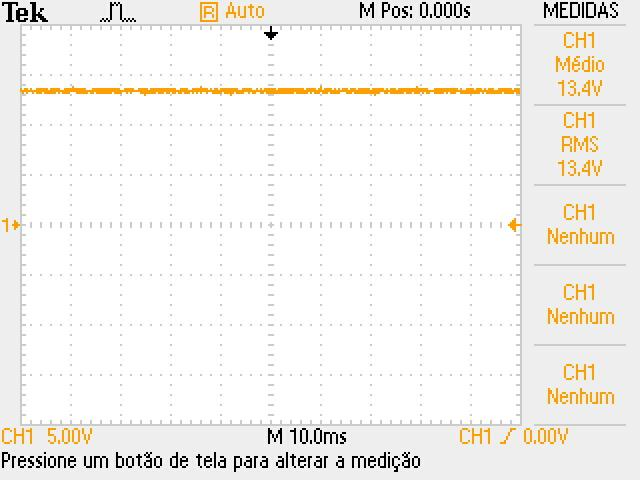 Tek R Auto M Pos: 0.000s MEDIDAS
CH1
Médio
13,4V
CH1
RMS
13,4V
1
CH1
Nenhum
CH1
Nenhum
CH1
Nenhum
CH1 5.00V M 10.0ms CH1 0.00V
Pressione um botão de tela para alterar a medição